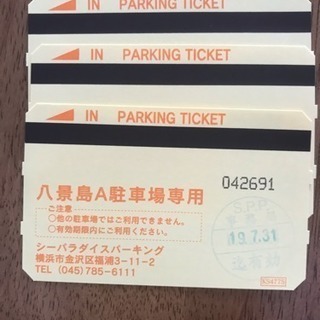 IN PARKING TICKET
IN PARKING TICKET
IN PARKING TICKET
八景島A駐車場専用
042691
ご注意
○他の駐車場ではご利用できません。
○有効期限内にご利用ください。
SPP
19.7.31
シーパラダイスパーキング
横浜市金沢区福浦3-11-2
TEL (045)785-6111